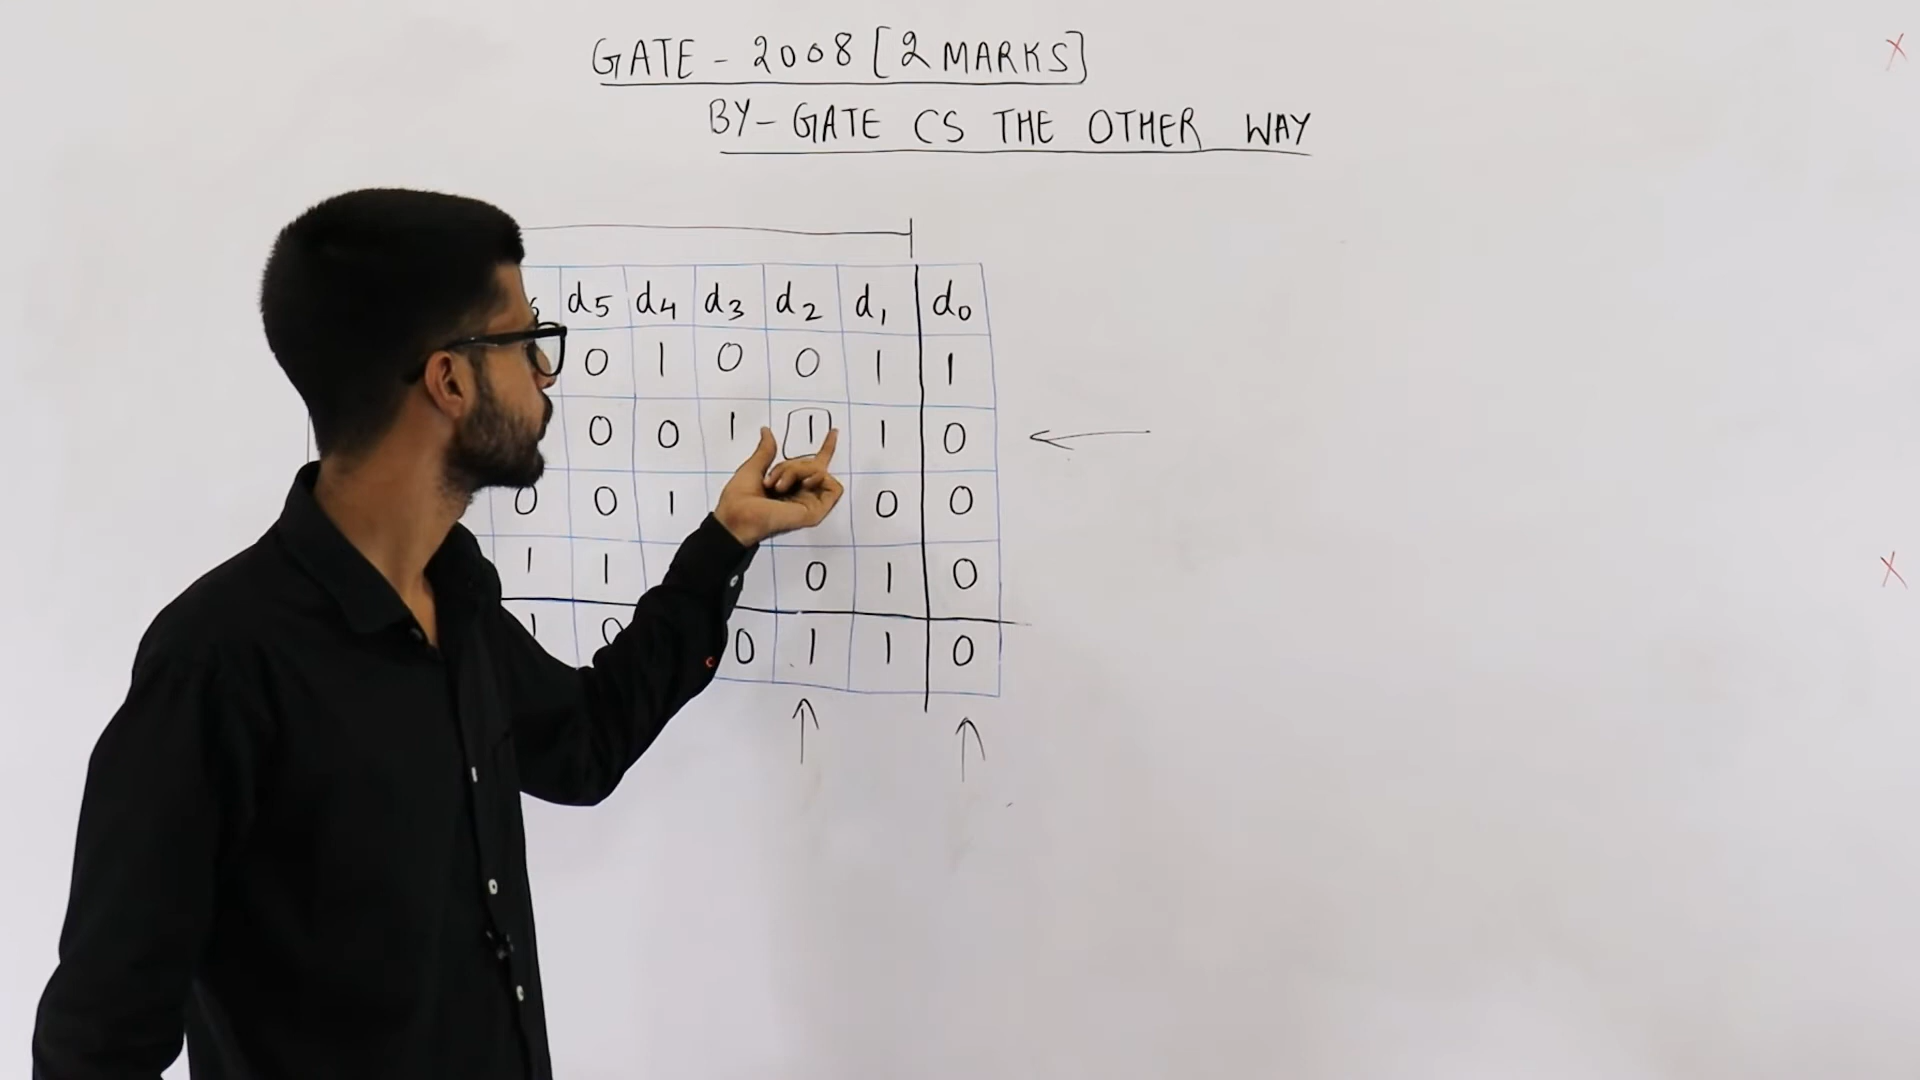 GATE - 2008 [2 MARKS]
BY - GATE CS THE OTHER WAY
d5 d4 d3 d2 d1 d0
0 1 0 0 1 1
0 0 1 1 1 0
0 0 1 0 0
1 1 0 1 0
1 0 0 1 1 0